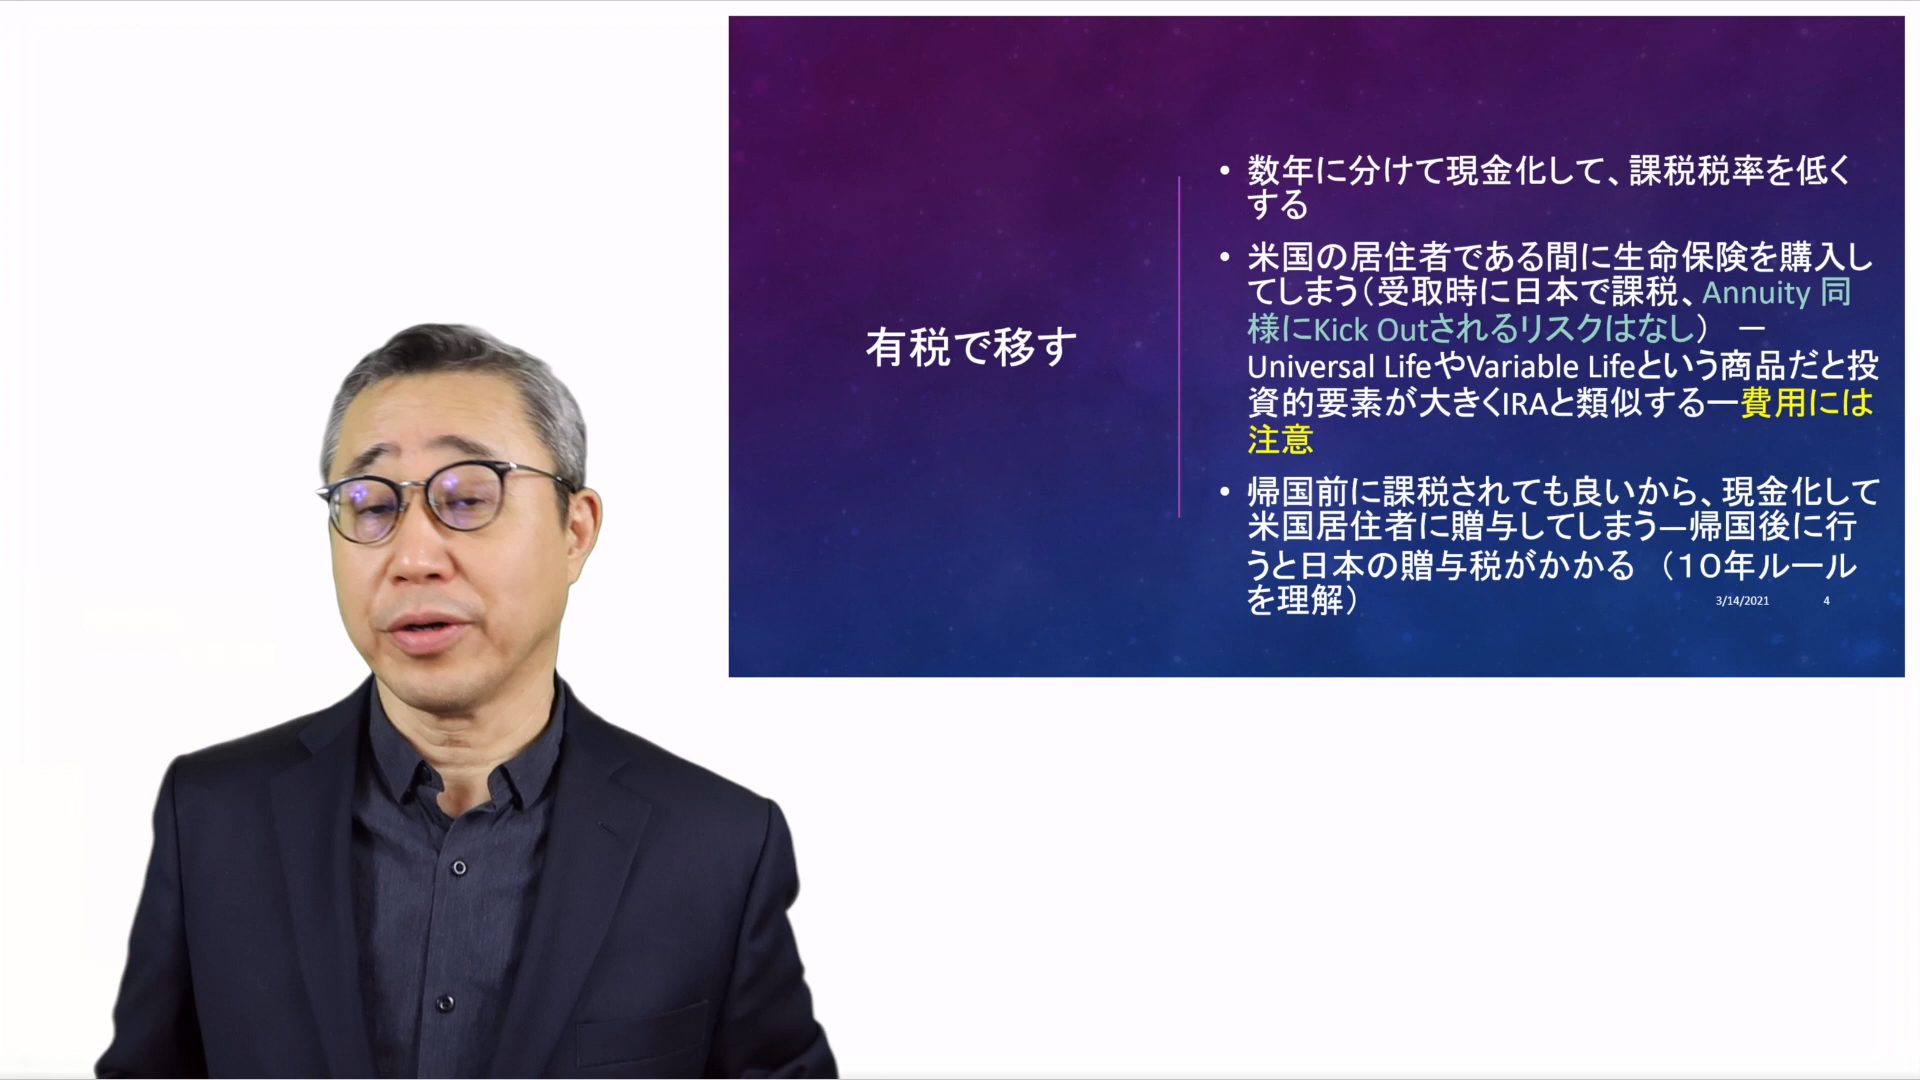 有税で移す
• 数年に分けて現金化して、課税税率を低く
する
• 米国の居住者である間に生命保険を購入し
てしまう（受取時に日本で課税、Annuity 同
様にKick Outされるリスクはなし） ー
Universal LifeやVariable Lifeという商品だと投
資的要素が大きくIRAと類似するー費用には
注意
• 帰国前に課税されても良いから、現金化して
米国居住者に贈与してしまうー帰国後に行
うと日本の贈与税がかかる （１０年ルール
を理解）
3/14/2021 4